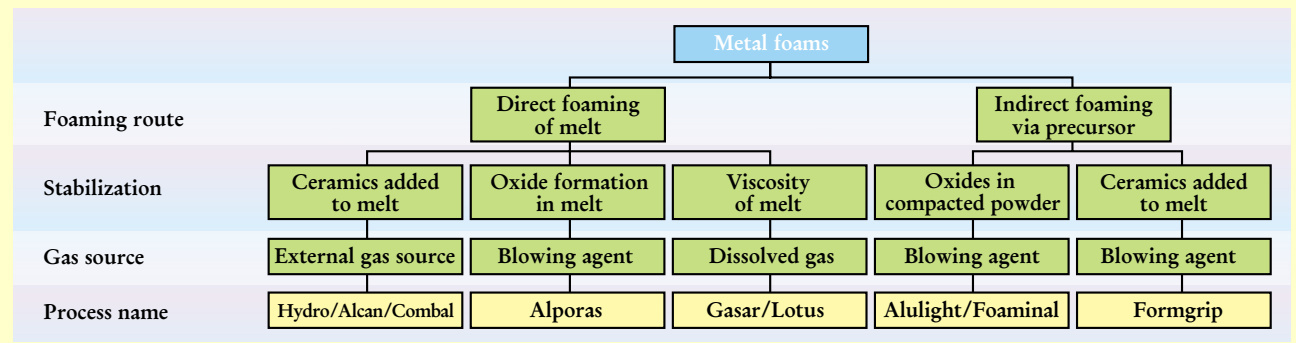 Metal foams
Foaming route
Direct foaming
of melt
Indirect foaming
via precursor
Stabilization
Ceramics added
to melt
Oxide formation
in melt
Viscosity
of melt
Oxides in
compacted powder
Ceramics added
to melt
Gas source
External gas source
Blowing agent
Dissolved gas
Blowing agent
Blowing agent
Process name
Hydro/Alcan/Combal
Alporas
Gasar/Lotus
Alulight/Foaminal
Formgrip